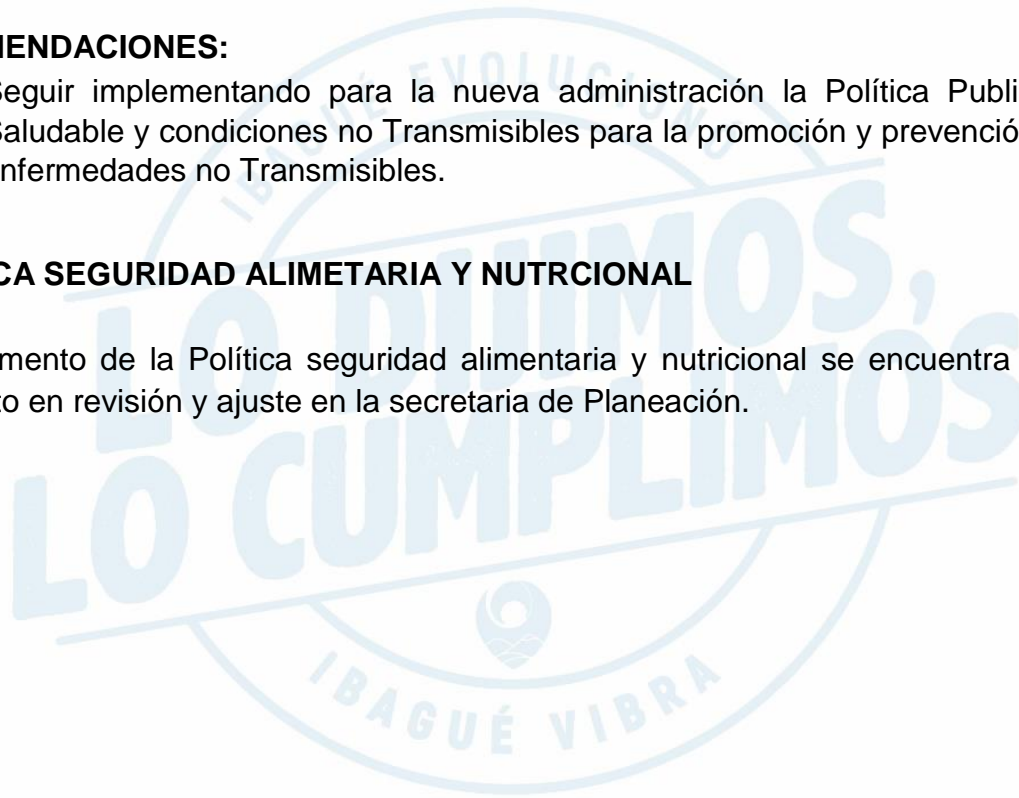 MENDACIONES:
Seguir implementando para la nueva administración la Política Publi
Saludable y condiciones no Transmisibles para la promoción y prevenció
nfermedades no Transmisibles.
CA SEGURIDAD ALIMETARIA Y NUTRCIONAL
mento de la Política seguridad alimentaria y nutricional se encuentra
to en revisión y ajuste en la secretaria de Planeación.
IBAGUÉ EVOLUCIONÓ
LO DIJIMOS,
LO CUMPLIMOS
IBAGUÉ VIBRA